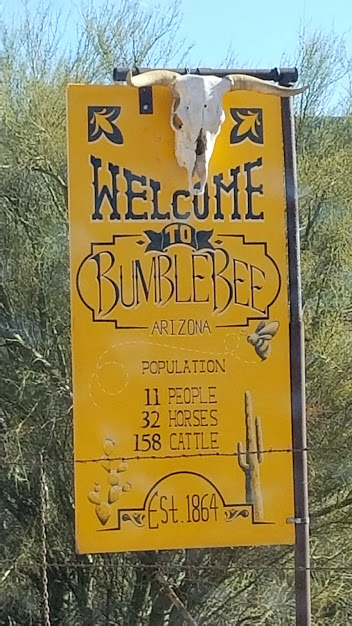 WELCOME
TO
BUMBLEBEE
ARIZONA
POPULATION
11 PEOPLE
32 HORSES
158 CATTLE
EST. 1864